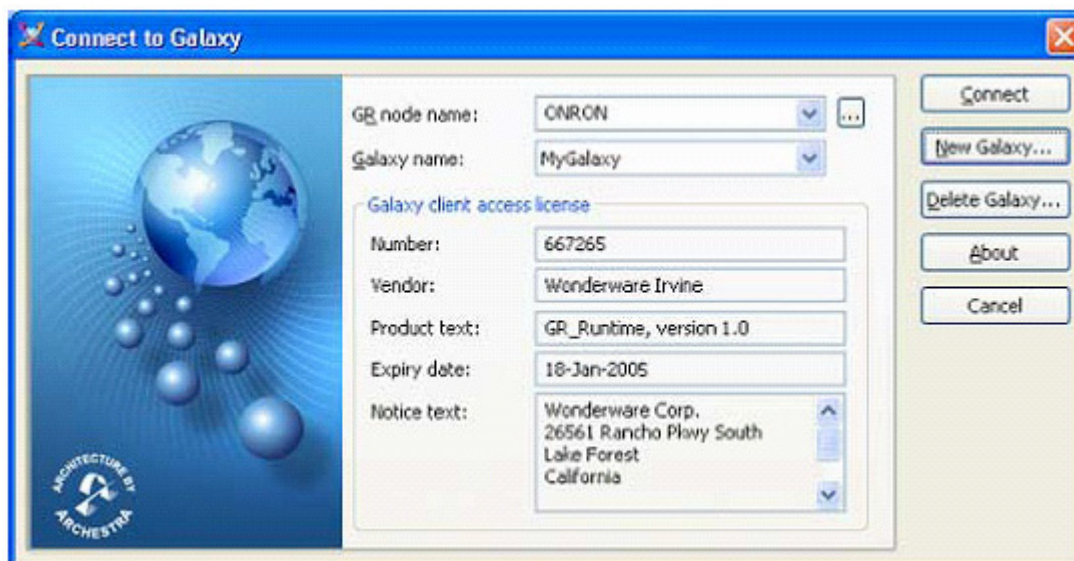 Connect to Galaxy
GR node name: ONRON ...
Galaxy name: MyGalaxy
Galaxy client access license
Number: 667265
Vendor: Wonderware Irvine
Product text: GR_Runtime, version 1.0
Expiry date: 18-Jan-2005
Notice text: Wonderware Corp.
26561 Rancho Pkwy South
Lake Forest
California
Connect
New Galaxy...
Delete Galaxy...
About
Cancel
ARCHITECTURE BY
ARCHESTRA